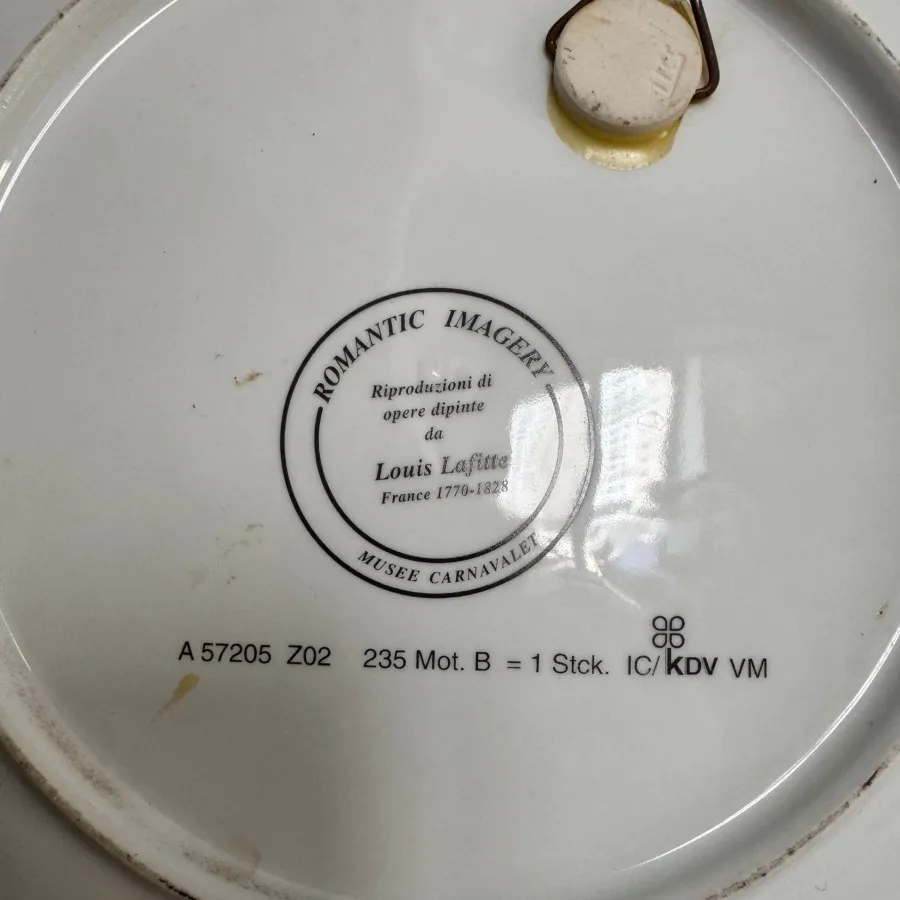 ROMANTIC IMAGERY
Riproduzioni di
opere dipinte
da
Louis Lafitte
France 1770-1828
MUSEE CARNAVALET
A 57205 Z02 235 Mot. B = 1 Stck. IC/kDV VM